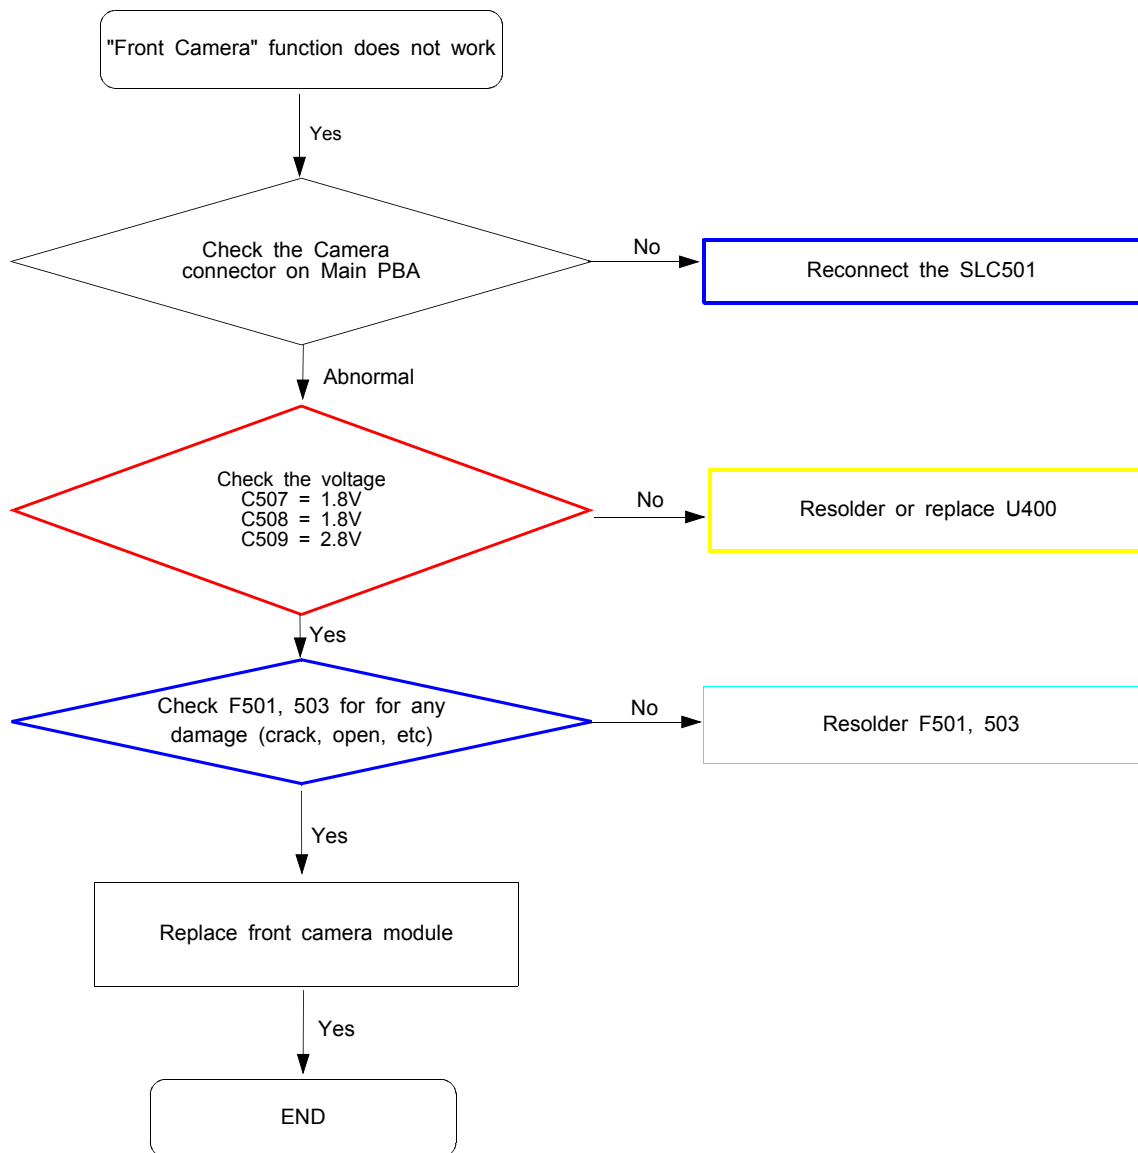 "Front Camera" function does not work
Yes
Check the Camera
connector on Main PBA
No
Reconnect the SLC501
Abnormal
Check the voltage
C507 = 1.8V
C508 = 1.8V
C509 = 2.8V
No
Resolder or replace U400
Yes
Check F501, 503 for for any
damage (crack, open, etc)
No
Resolder F501, 503
Yes
Replace front camera module
Yes
END